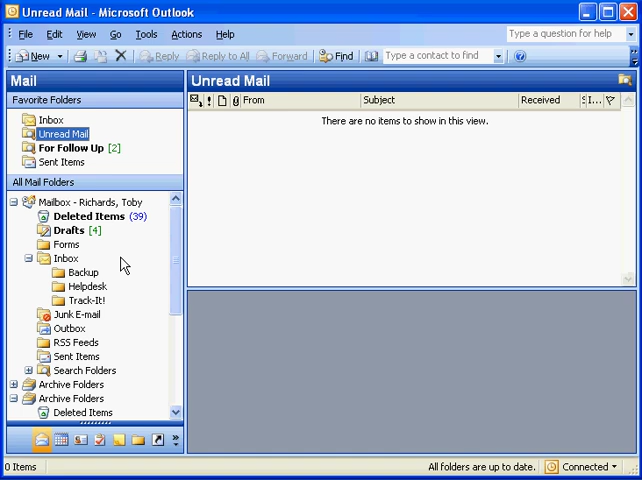 Unread Mail - Microsoft Outlook
File Edit View Go Tools Actions Help Type a question for help
New Reply Reply to All Forward Find Type a contact to find
Mail
Favorite Folders
Inbox
Unread Mail
For Follow Up [2]
Sent Items
All Mail Folders
Mailbox - Richards, Toby
Deleted Items (39)
Drafts [4]
Forms
Inbox
Backup
Helpdesk
Track-It!
Junk E-mail
Outbox
RSS Feeds
Sent Items
Search Folders
Archive Folders
Archive Folders
Deleted Items
Unread Mail
From Subject Received I...
There are no items to show in this view.
0 Items All folders are up to date. Connected